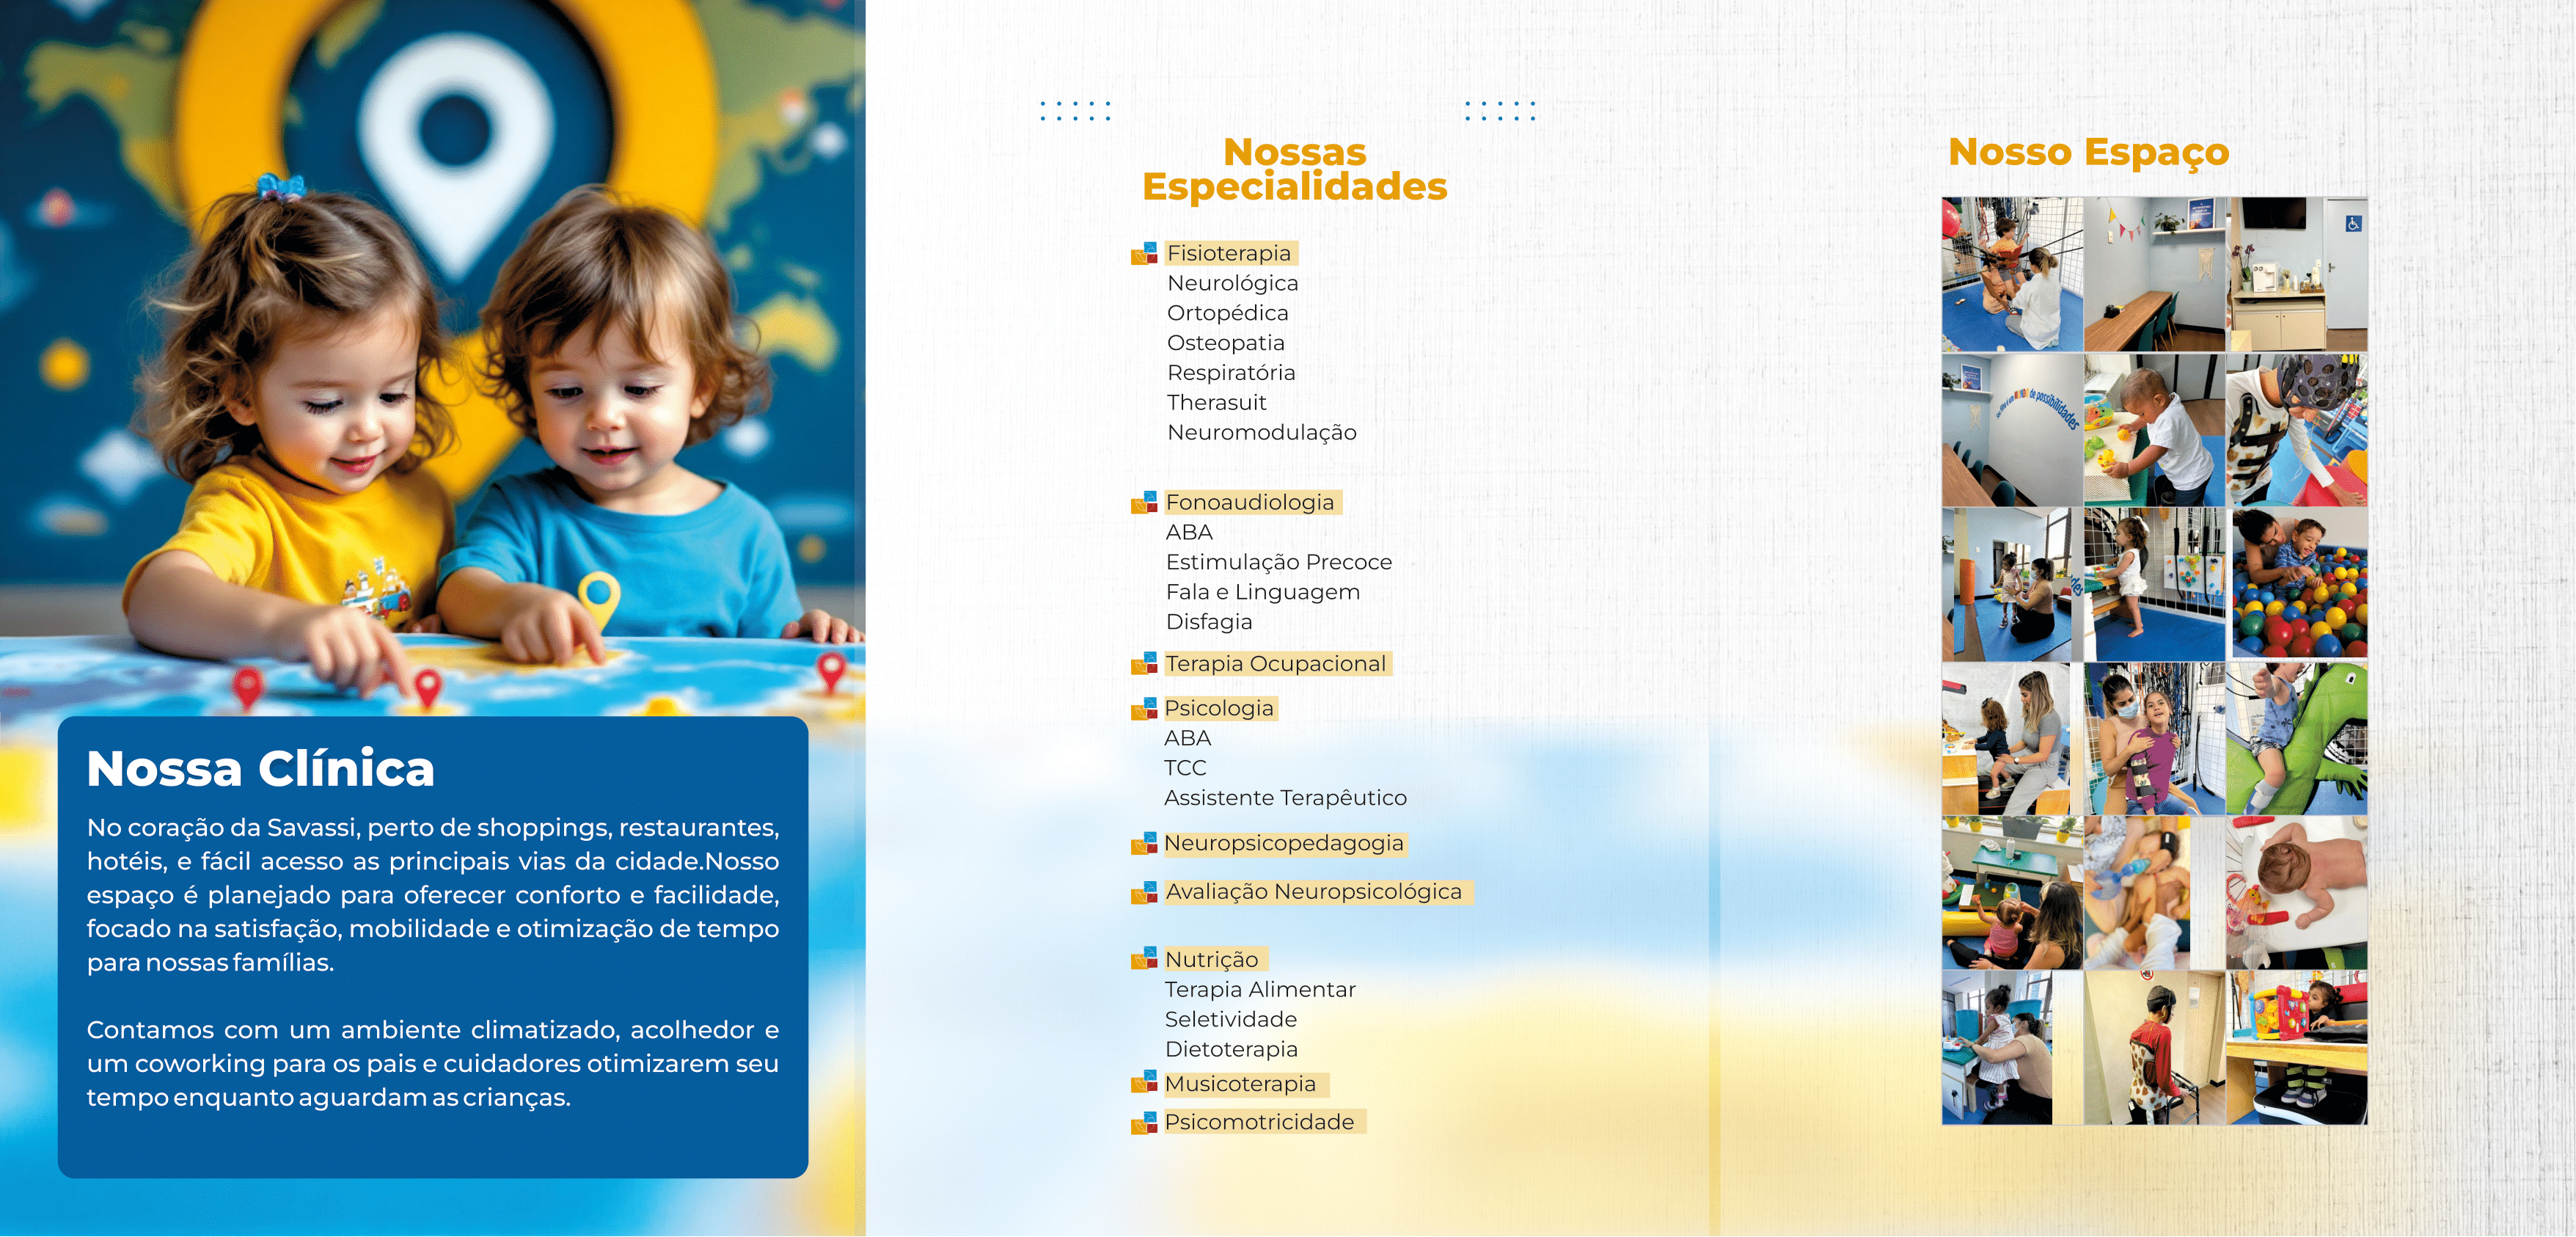 Nossa Clínica
No coração da Savassi, perto de shoppings, restaurantes,
hotéis, e fácil acesso as principais vias da cidade.Nosso
espaço é planejado para oferecer conforto e facilidade,
focado na satisfação, mobilidade e otimização de tempo
para nossas famílias.
Contamos com um ambiente climatizado, acolhedor e
um coworking para os pais e cuidadores otimizarem seu
tempo enquanto aguardam as crianças.
Nossas
Especialidades
Fisioterapia
Neurológica
Ortopédica
Osteopatia
Respiratória
Therasuit
Neuromodulação
Fonoaudiologia
ABA
Estimulação Precoce
Fala e Linguagem
Disfagia
Terapia Ocupacional
Psicologia
ABA
TCC
Assistente Terapêutico
Neuropsicopedagogia
Avaliação Neuropsicológica
Nutrição
Terapia Alimentar
Seletividade
Dietoterapia
Musicoterapia
Psicomotricidade
Nosso Espaço
de possibilidades